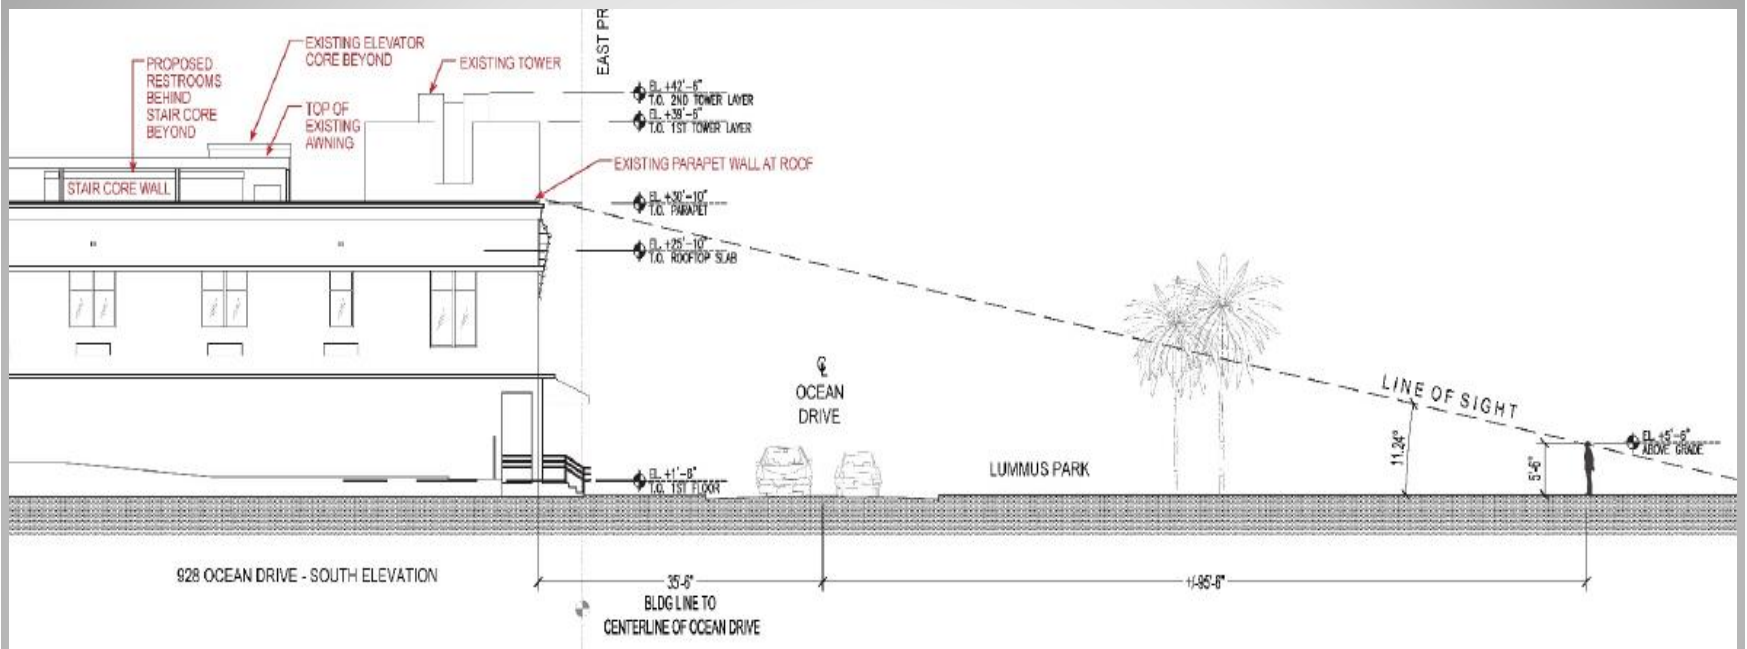 EAST PR
EXISTING ELEVATOR
CORE BEYOND
PROPOSED
RESTROOMS
BEHIND
STAIR CORE
BEYOND
TOP OF
EXISTING
AWNING
EXISTING TOWER
EL +42'-6"
T.O. 2ND TOWER LAYER
EL +39'-6"
T.O. 1ST TOWER LAYER
EXISTING PARAPET WALL AT ROOF
STAIR CORE WALL
EL +30'-10"
T.O. PARAPET
EL +25'-10"
T.O. ROOFTOP SLAB
OCEAN
DRIVE
LINE OF SIGHT
11.24°
5'-6"
EL +5'-6"
ABOVE GRADE
LUMMUS PARK
EL +1'-6"
T.O. 1ST FLOOR
928 OCEAN DRIVE - SOUTH ELEVATION
35'-6"
+/-95'-6"
BLDG LINE TO
CENTERLINE OF OCEAN DRIVE